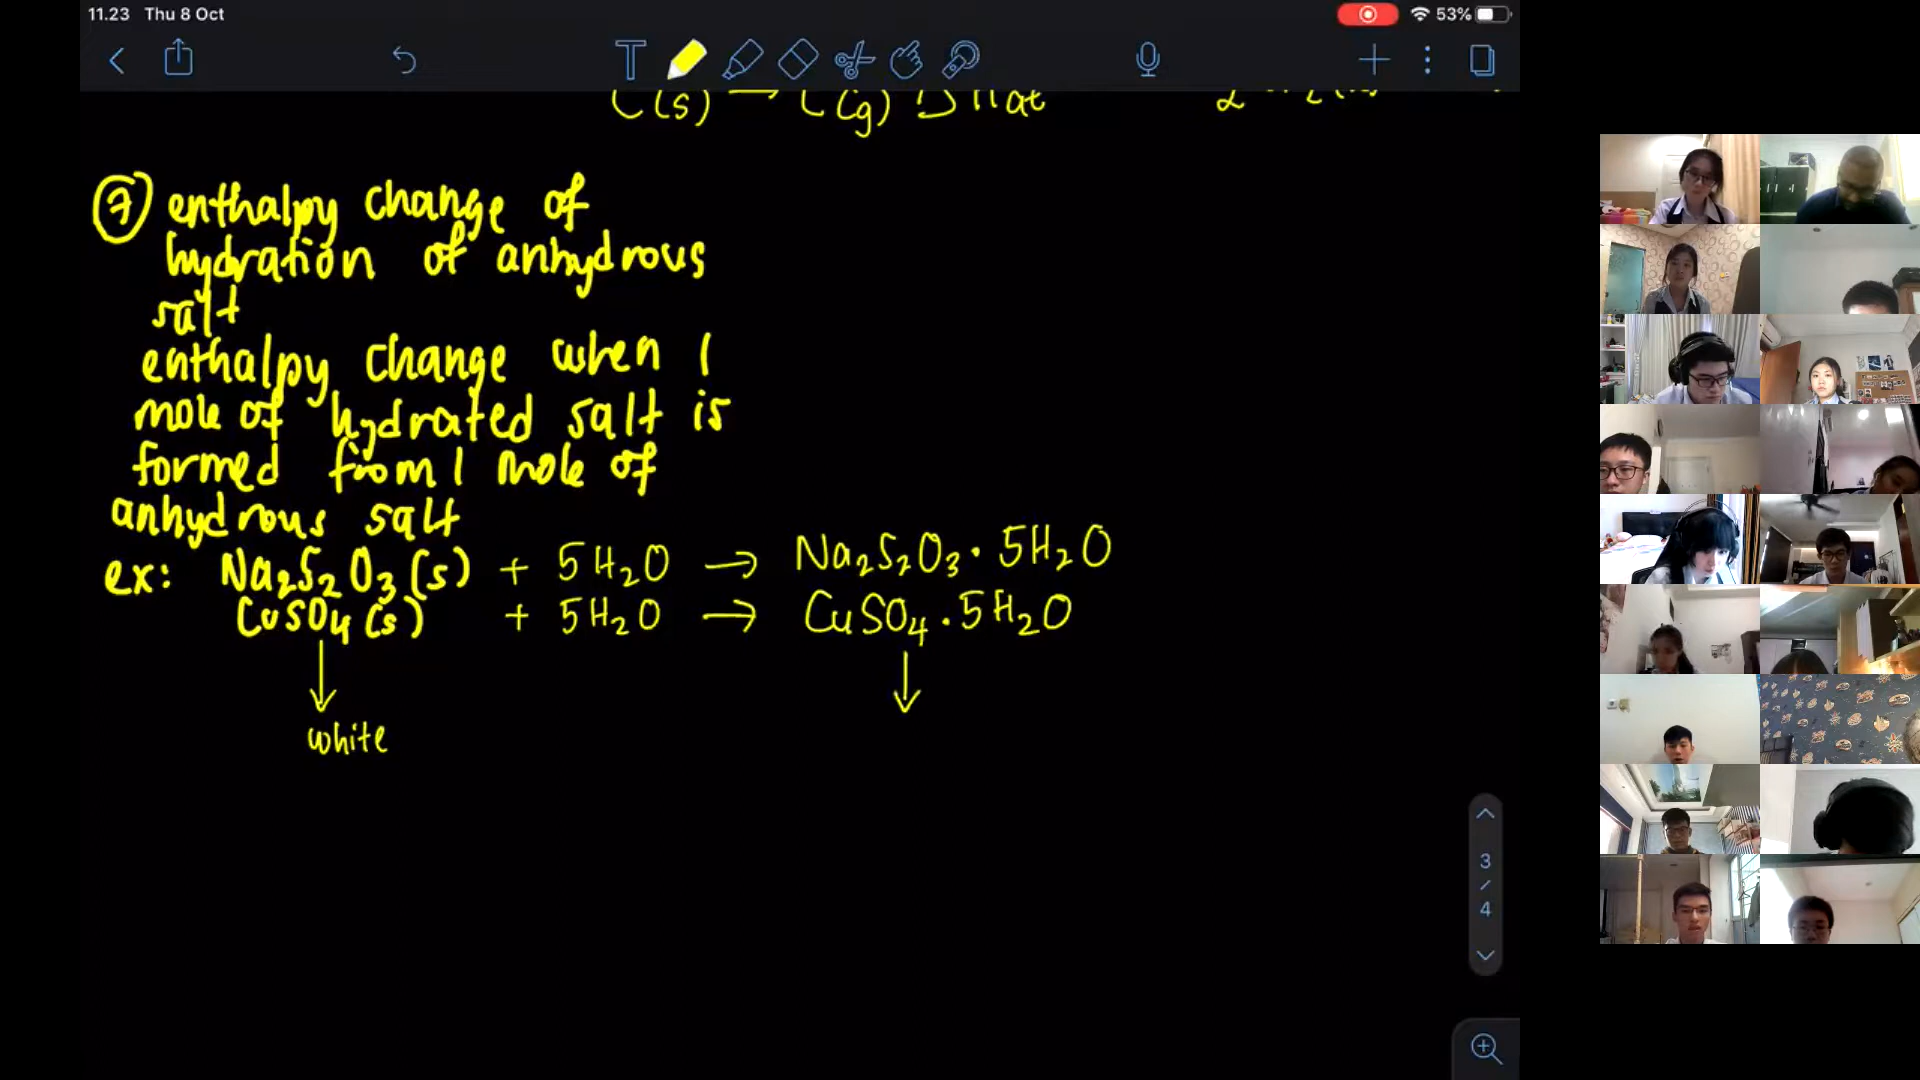 11.23 Thu 8 Oct
53%
C(s) → C(g) ΔHat
⑦ enthalpy change of
hydration of anhydrous
salt
enthalpy change when 1
mole of hydrated salt is
formed from 1 mole of
anhydrous salt
ex: Na₂S₂O₃(s) + 5H₂O → Na₂S₂O₃·5H₂O
CuSO₄(s) + 5H₂O → CuSO₄·5H₂O
↓ ↓
white
3
/
4